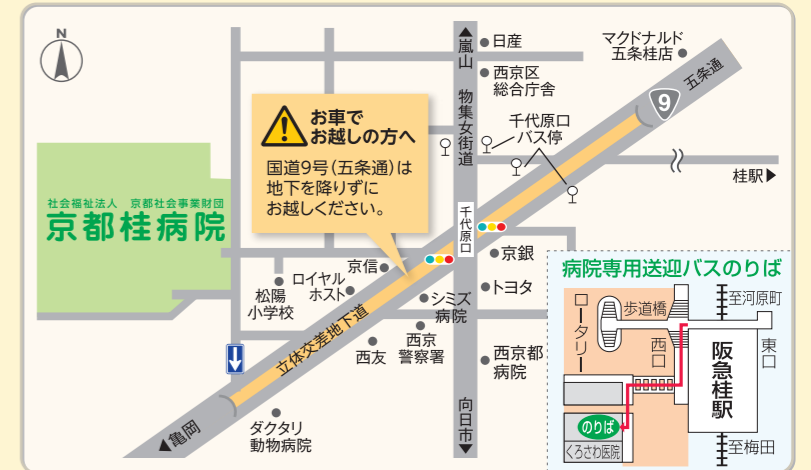 N
社会福祉法人 京都社会事業財団
京都桂病院
お車で
お越しの方へ
国道9号(五条通)は
地下を降りずに
お越しください。
▲嵐山
物集女街道
日産
西京区
総合庁舎
マクドナルド
五条桂店
五条通
9
千代原口
バス停
桂駅▶
千代原口
京銀
トヨタ
京信
ロイヤル
ホスト
松陽
小学校
シミズ
病院
西京
警察署
西友
西京都
病院
立体交差地下道
向日市▼
▲亀岡
ダクタリ
動物病院
病院専用送迎バスのりば
至河原町
歩道橋
ロータリー
西口
東口
阪急桂駅
のりば
くろさわ医院
至梅田